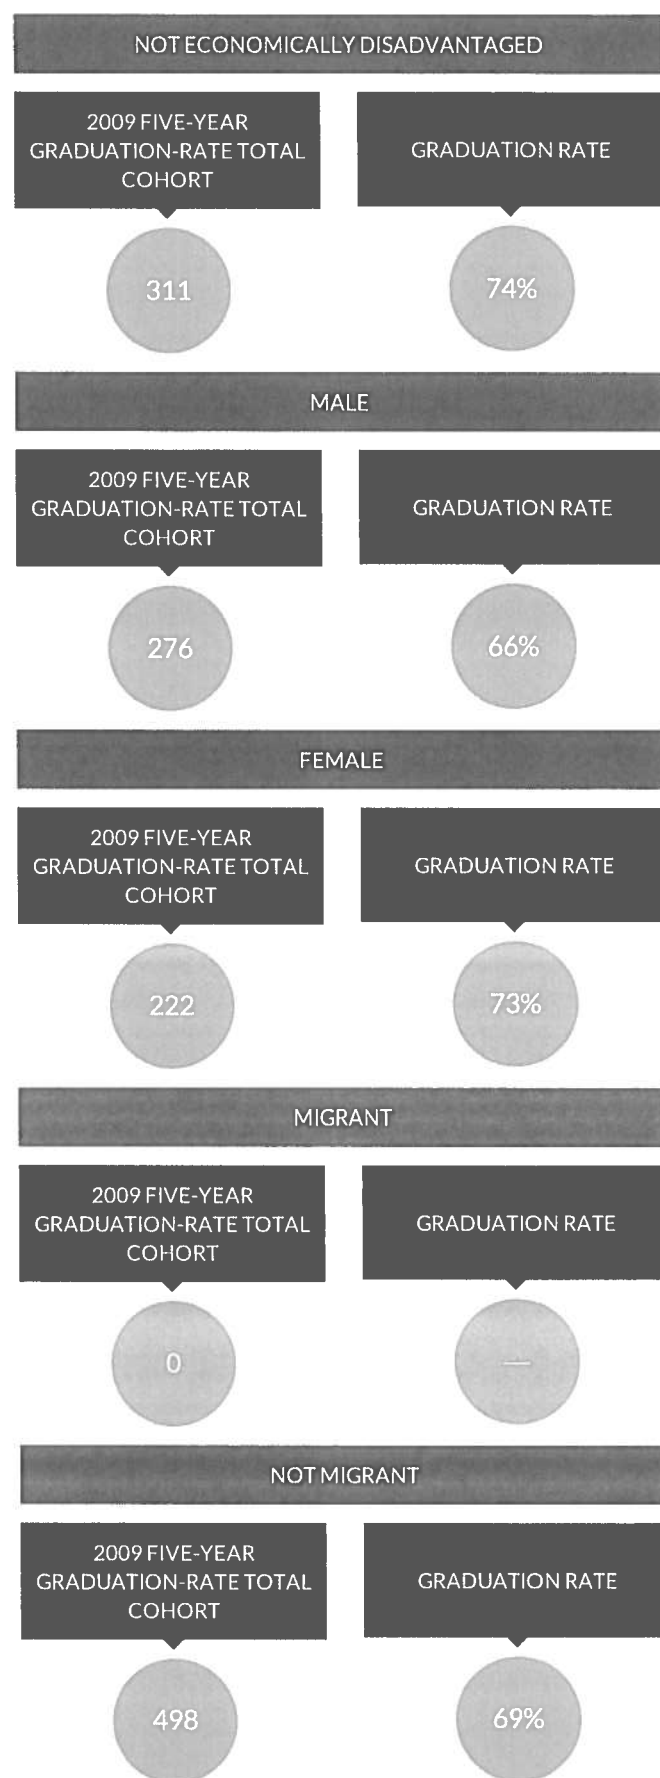 NOT ECONOMICALLY DISADVANTAGED
2009 FIVE-YEAR
GRADUATION-RATE TOTAL
COHORT
GRADUATION RATE
311
74%
MALE
2009 FIVE-YEAR
GRADUATION-RATE TOTAL
COHORT
GRADUATION RATE
276
66%
FEMALE
2009 FIVE-YEAR
GRADUATION-RATE TOTAL
COHORT
GRADUATION RATE
222
73%
MIGRANT
2009 FIVE-YEAR
GRADUATION-RATE TOTAL
COHORT
GRADUATION RATE
0
—
NOT MIGRANT
2009 FIVE-YEAR
GRADUATION-RATE TOTAL
COHORT
GRADUATION RATE
498
69%